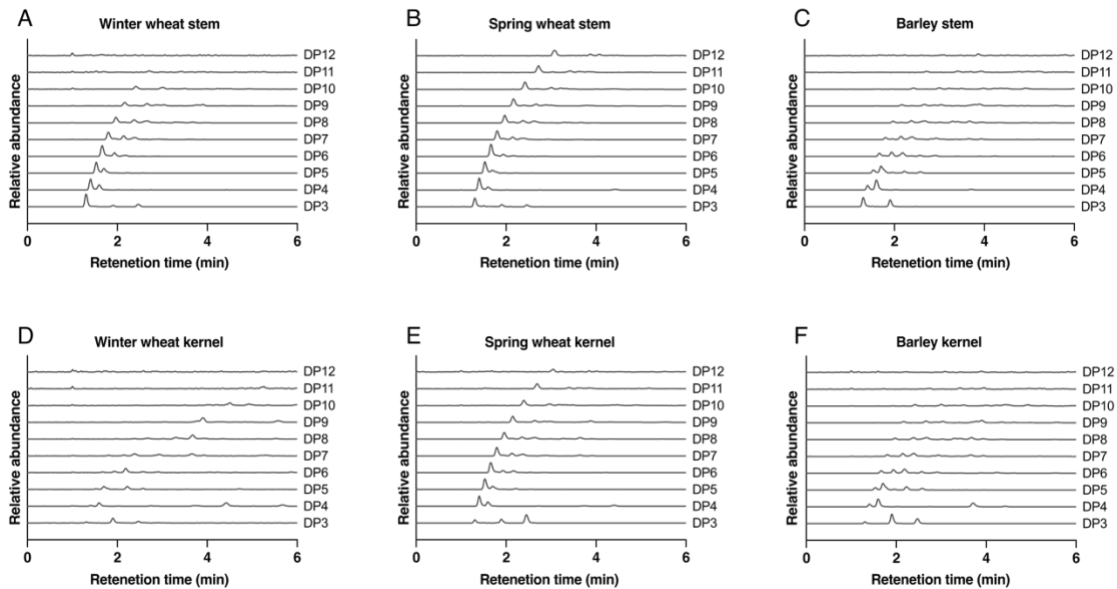 A
Winter wheat stem
Relative abundance
DP12
DP11
DP10
DP9
DP8
DP7
DP6
DP5
DP4
DP3
0 2 4 6
Retenetion time (min)
B
Spring wheat stem
Relative abundance
DP12
DP11
DP10
DP9
DP8
DP7
DP6
DP5
DP4
DP3
0 2 4 6
Retenetion time (min)
C
Barley stem
Relative abundance
DP12
DP11
DP10
DP9
DP8
DP7
DP6
DP5
DP4
DP3
0 2 4 6
Retenetion time (min)
D
Winter wheat kernel
Relative abundance
DP12
DP11
DP10
DP9
DP8
DP7
DP6
DP5
DP4
DP3
0 2 4 6
Retenetion time (min)
E
Spring wheat kernel
Relative abundance
DP12
DP11
DP10
DP9
DP8
DP7
DP6
DP5
DP4
DP3
0 2 4 6
Retenetion time (min)
F
Barley kernel
Relative abundance
DP12
DP11
DP10
DP9
DP8
DP7
DP6
DP5
DP4
DP3
0 2 4 6
Retenetion time (min)